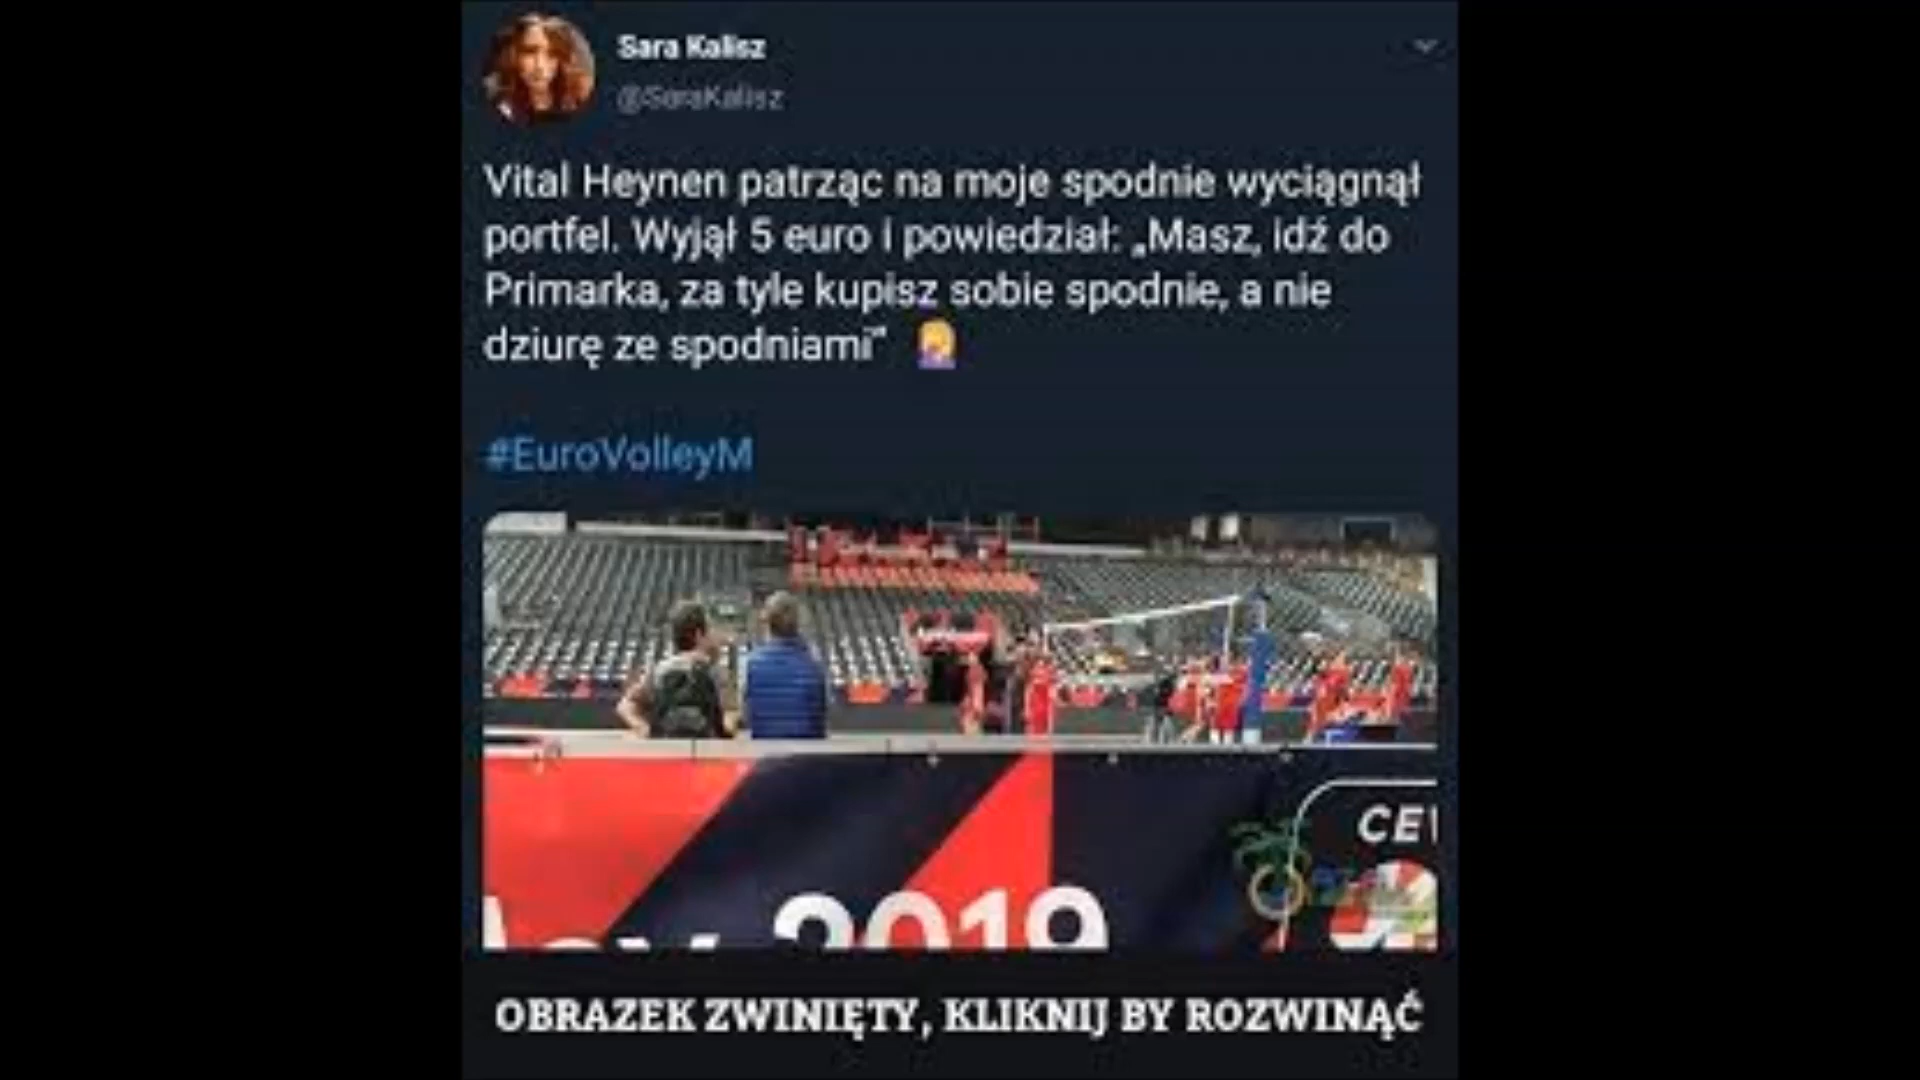 Sara Kalisz
@SaraKalisz
Vital Heynen patrząc na moje spodnie wyciągnął
portfel. Wyjął 5 euro i powiedział: „Masz, idź do
Primarka, za tyle kupisz sobie spodnie, a nie
dziurę ze spodniami”
#EuroVolleyM
CEV
2019
OBRAZEK ZWINIĘTY, KLIKNIJ BY ROZWINĄĆ